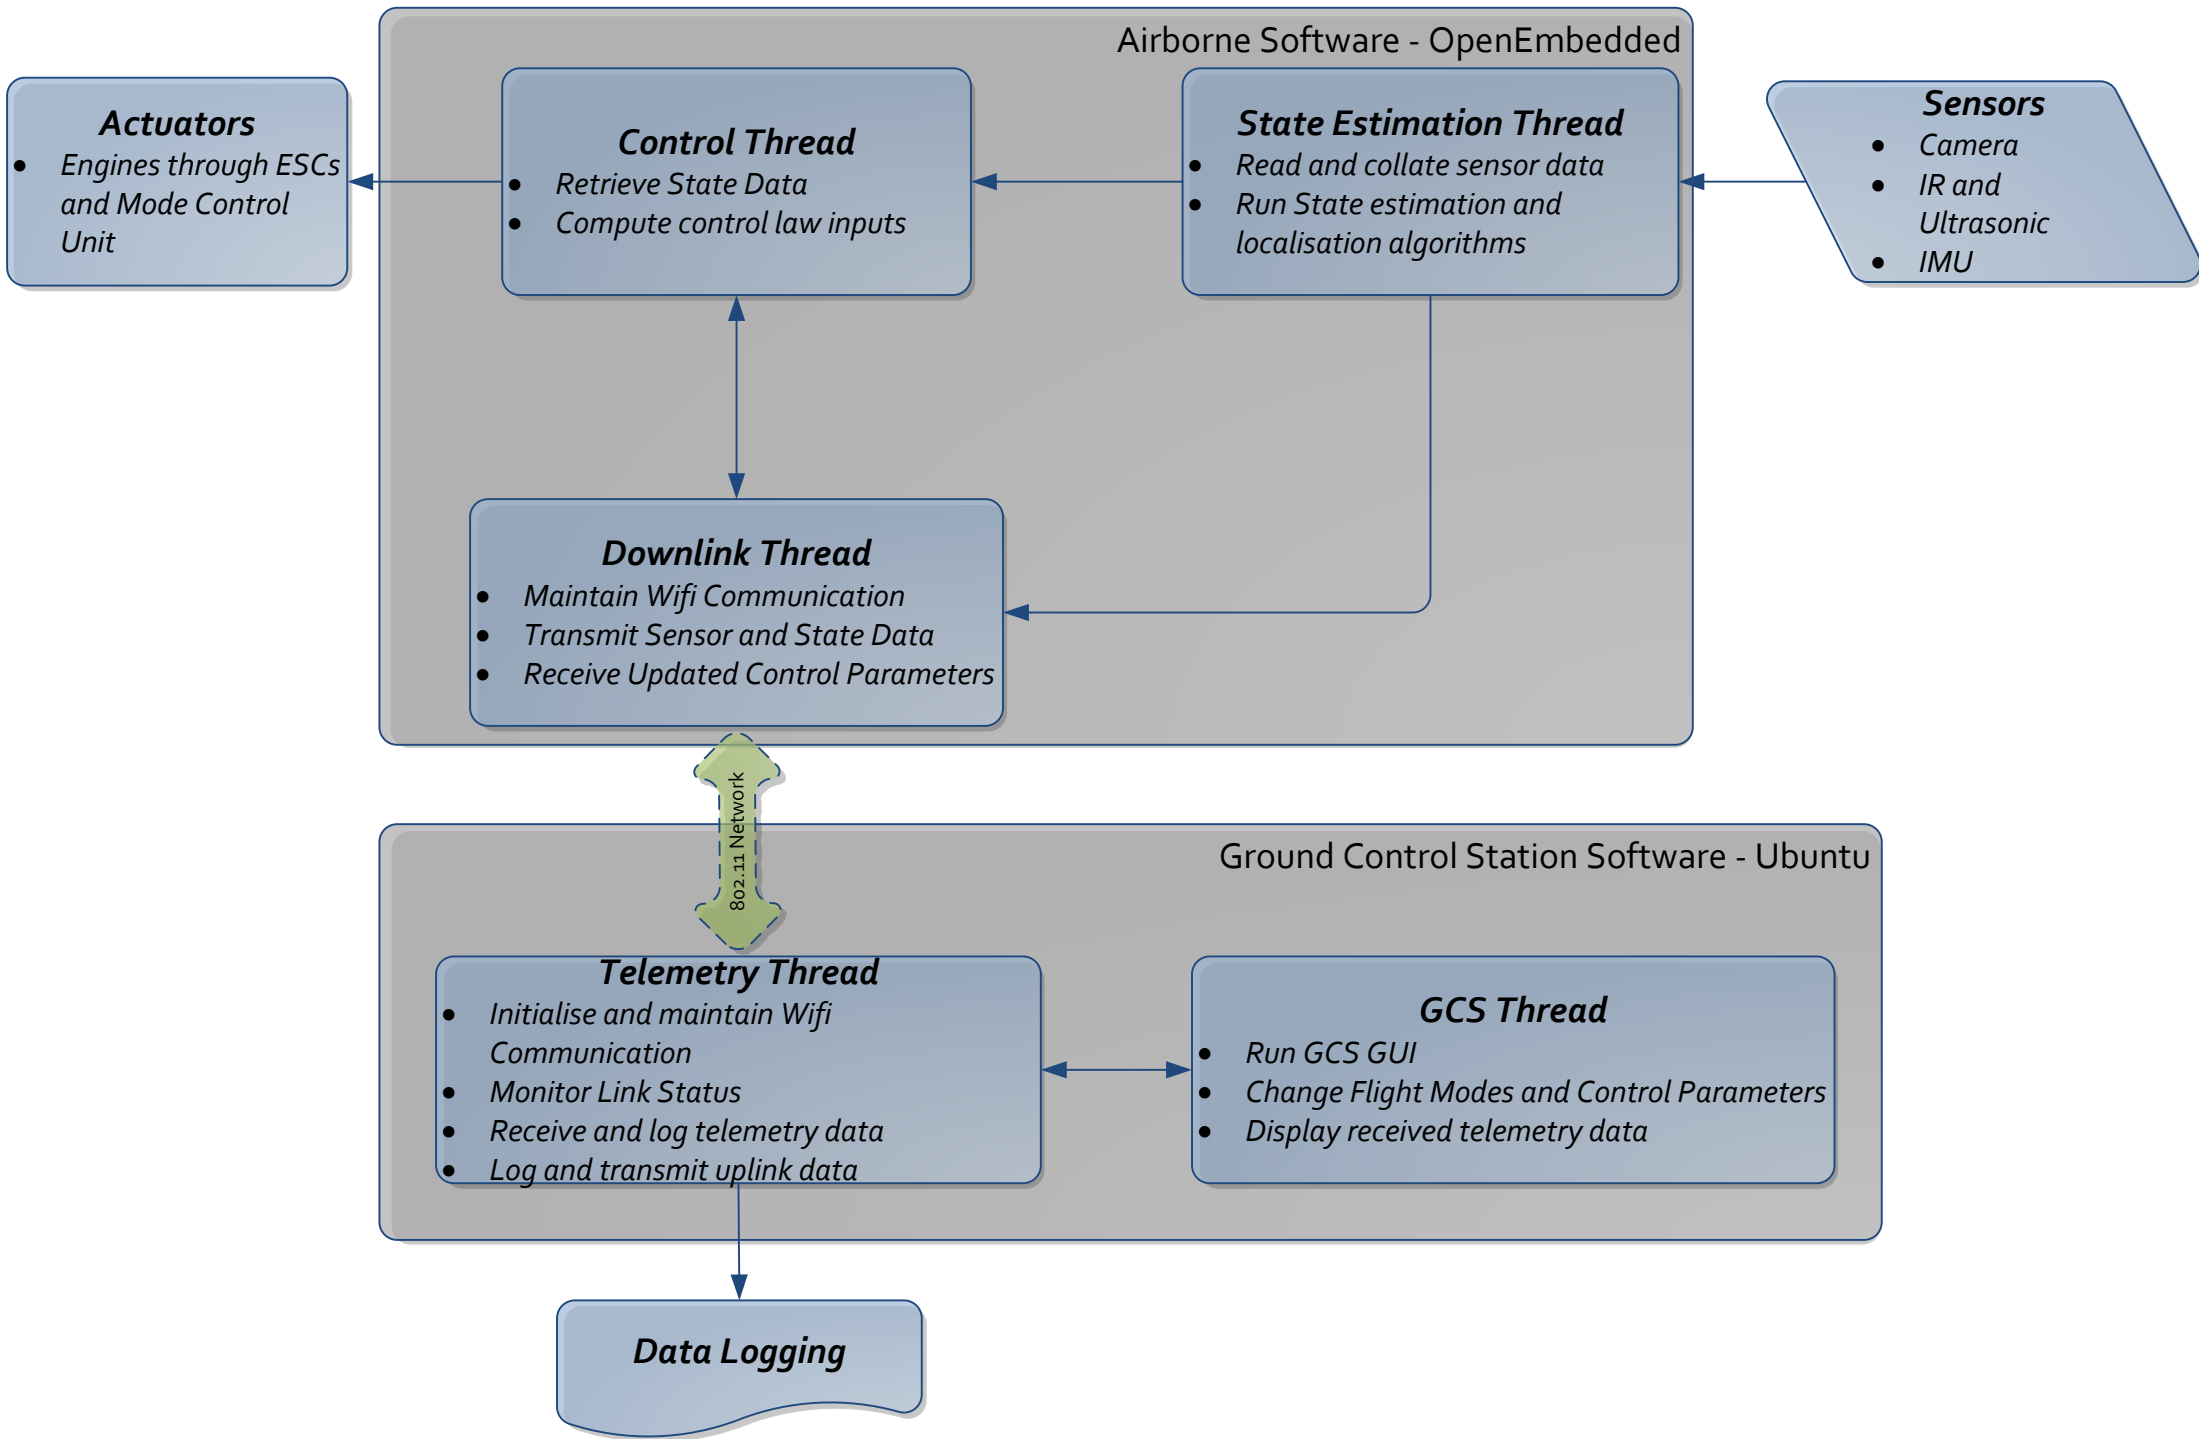 Airborne Software - OpenEmbedded
Actuators
• Engines through ESCs
and Mode Control
Unit
Control Thread
• Retrieve State Data
• Compute control law inputs
State Estimation Thread
• Read and collate sensor data
• Run State estimation and
localisation algorithms
Sensors
• Camera
• IR and
Ultrasonic
• IMU
Downlink Thread
• Maintain Wifi Communication
• Transmit Sensor and State Data
• Receive Updated Control Parameters
802.11 Network
Ground Control Station Software - Ubuntu
Telemetry Thread
• Initialise and maintain Wifi
Communication
• Monitor Link Status
• Receive and log telemetry data
• Log and transmit uplink data
GCS Thread
• Run GCS GUI
• Change Flight Modes and Control Parameters
• Display received telemetry data
Data Logging